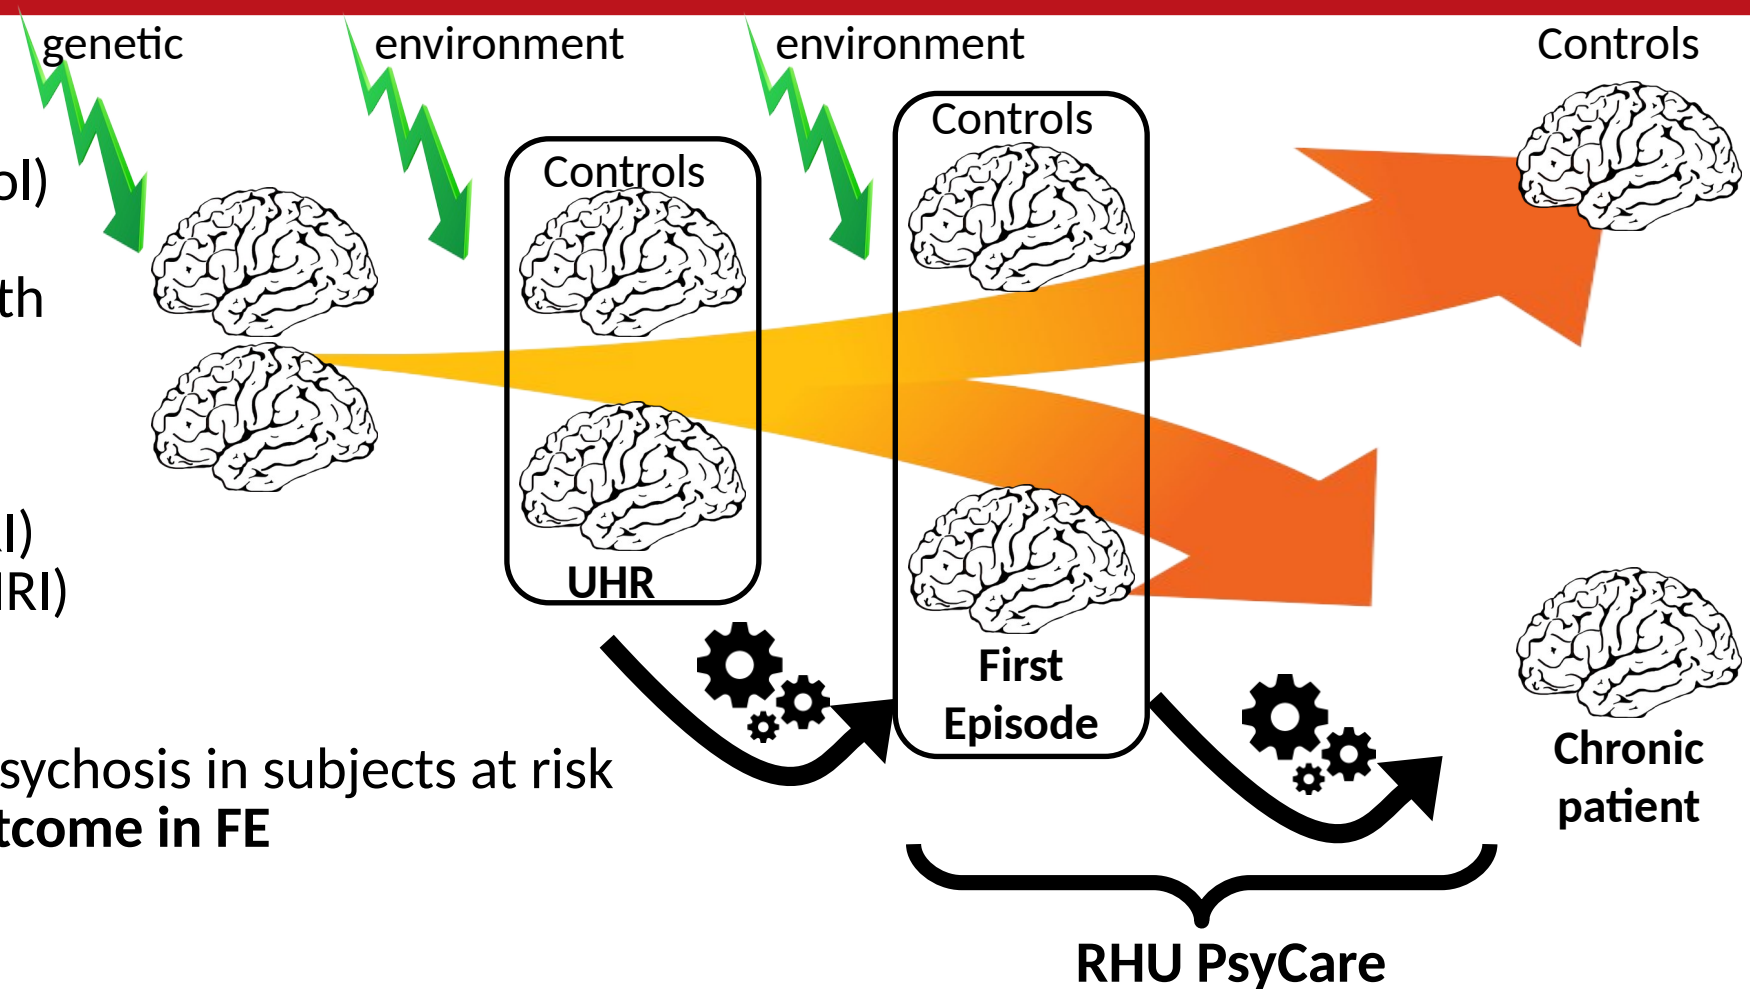 genetic
environment
environment
Controls
Controls
Controls
ol)
th
I)
IRI)
UHR
First
Episode
sychosis in subjects at risk
tcome in FE
Chronic
patient
RHU PsyCare